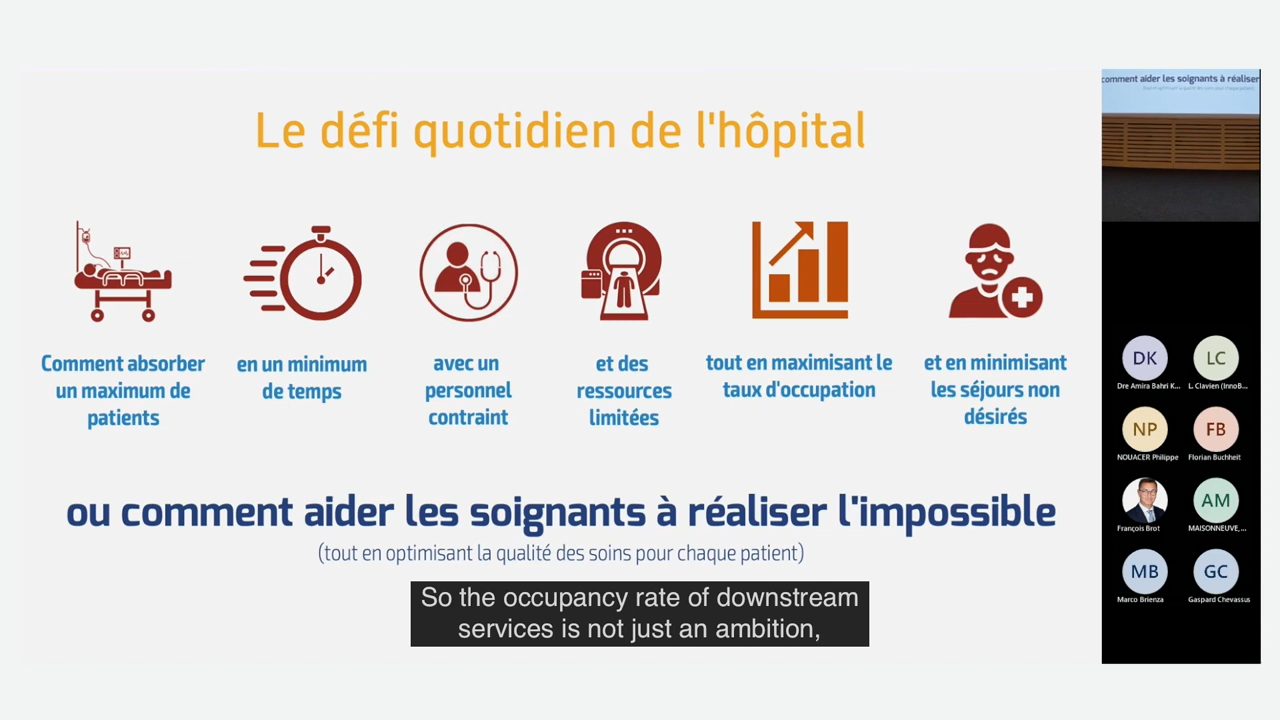 Le défi quotidien de l'hôpital
Comment absorber
un maximum de
patients
en un minimum
de temps
avec un
personnel
contraint
et des
ressources
limitées
tout en maximisant le
taux d'occupation
et en minimisant
les séjours non
désirés
ou comment aider les soignants à réaliser l'impossible
(tout en optimisant la qualité des soins pour chaque patient)
So the occupancy rate of downstream
services is not just an ambition,
comment aider les soignants à réaliser
DK
LC
Dre Amira Bahri K...
L. Clavien (InnoB...
NP
FB
NOUACER Philippe
Florian Buchheit
AM
François Brot
MAISONNEUVE,...
MB
GC
Marco Brienza
Gaspard Chevassus